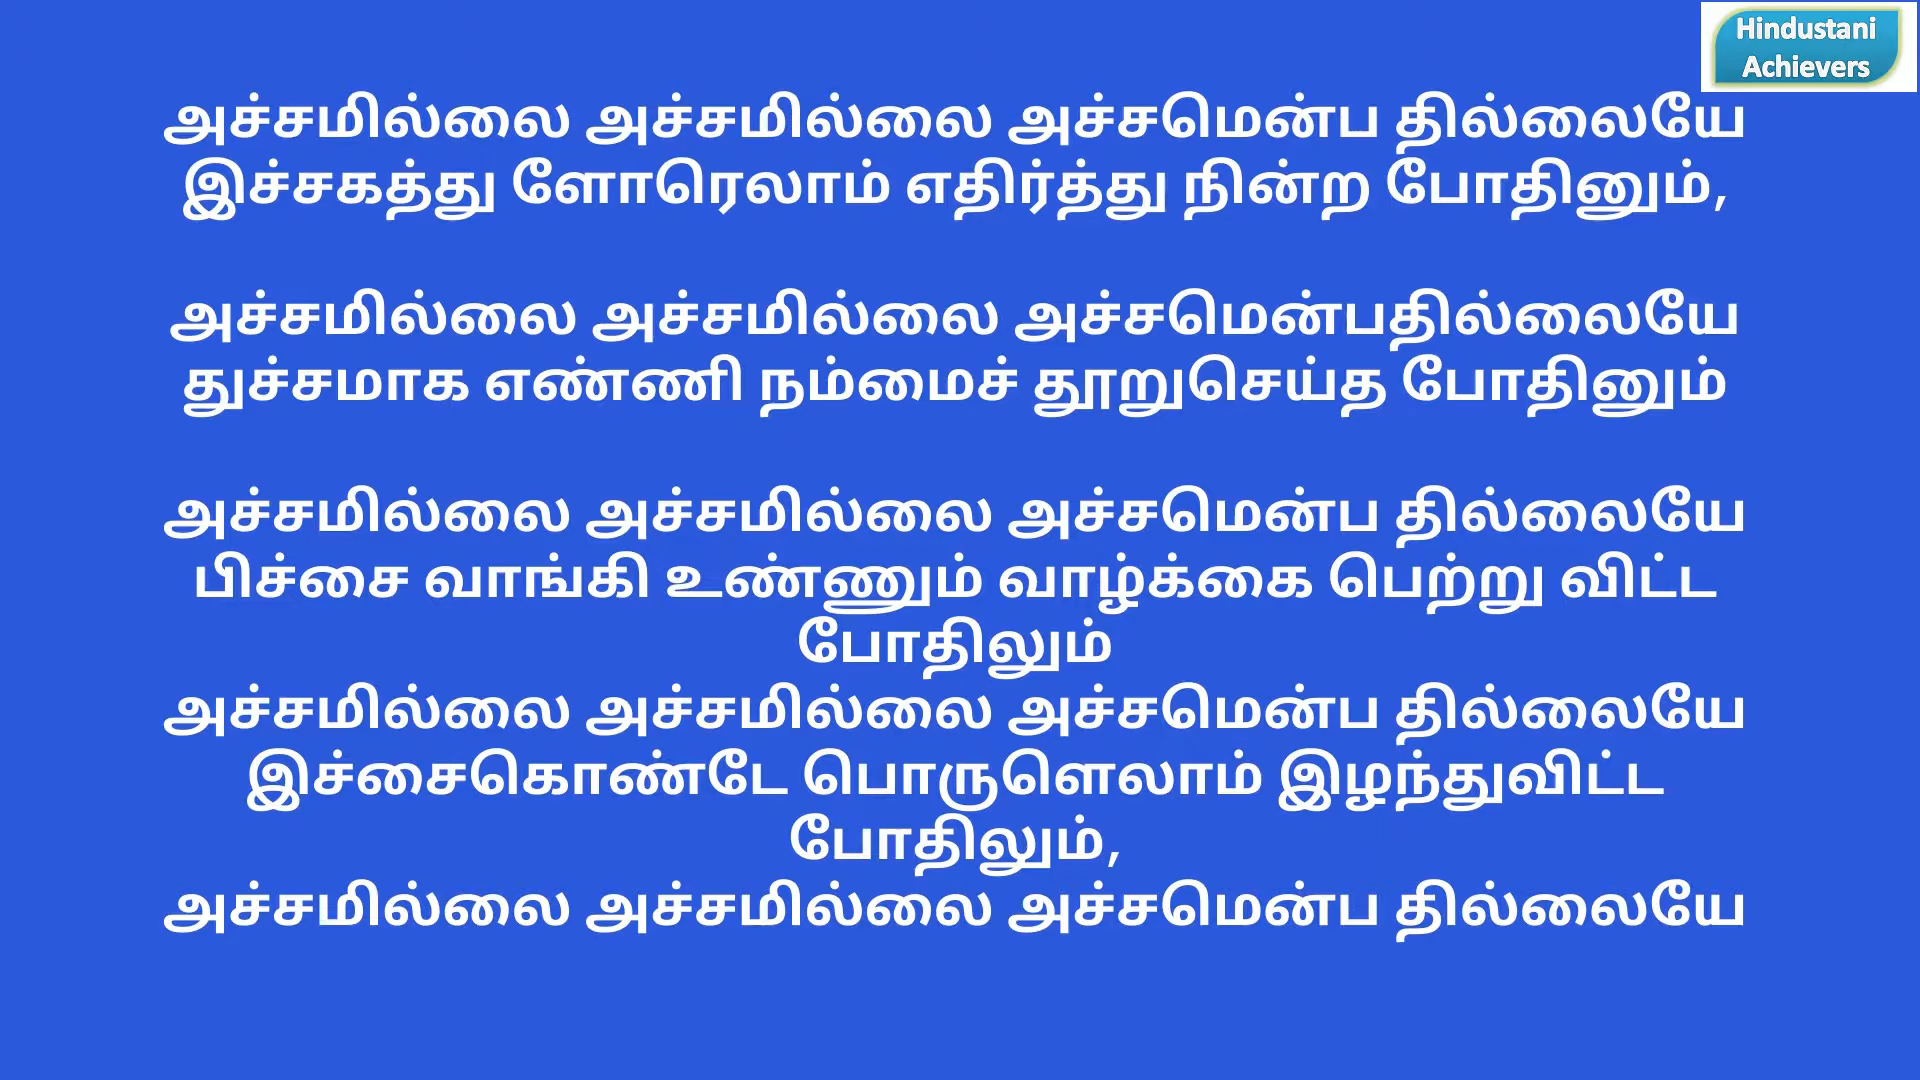 Hindustani
Achievers
அச்சமில்லை அச்சமில்லை அச்சமென்ப தில்லையே
இச்சகத்து ளோரெலாம் எதிர்த்து நின்ற போதினும்,
அச்சமில்லை அச்சமில்லை அச்சமென்பதில்லையே
துச்சமாக எண்ணி நம்மைச் தூறுசெய்த போதினும்
அச்சமில்லை அச்சமில்லை அச்சமென்ப தில்லையே
பிச்சை வாங்கி உண்ணும் வாழ்க்கை பெற்று விட்ட
போதிலும்
அச்சமில்லை அச்சமில்லை அச்சமென்ப தில்லையே
இச்சைகொண்டே பொருளெலாம் இழந்துவிட்ட
போதிலும்,
அச்சமில்லை அச்சமில்லை அச்சமென்ப தில்லையே